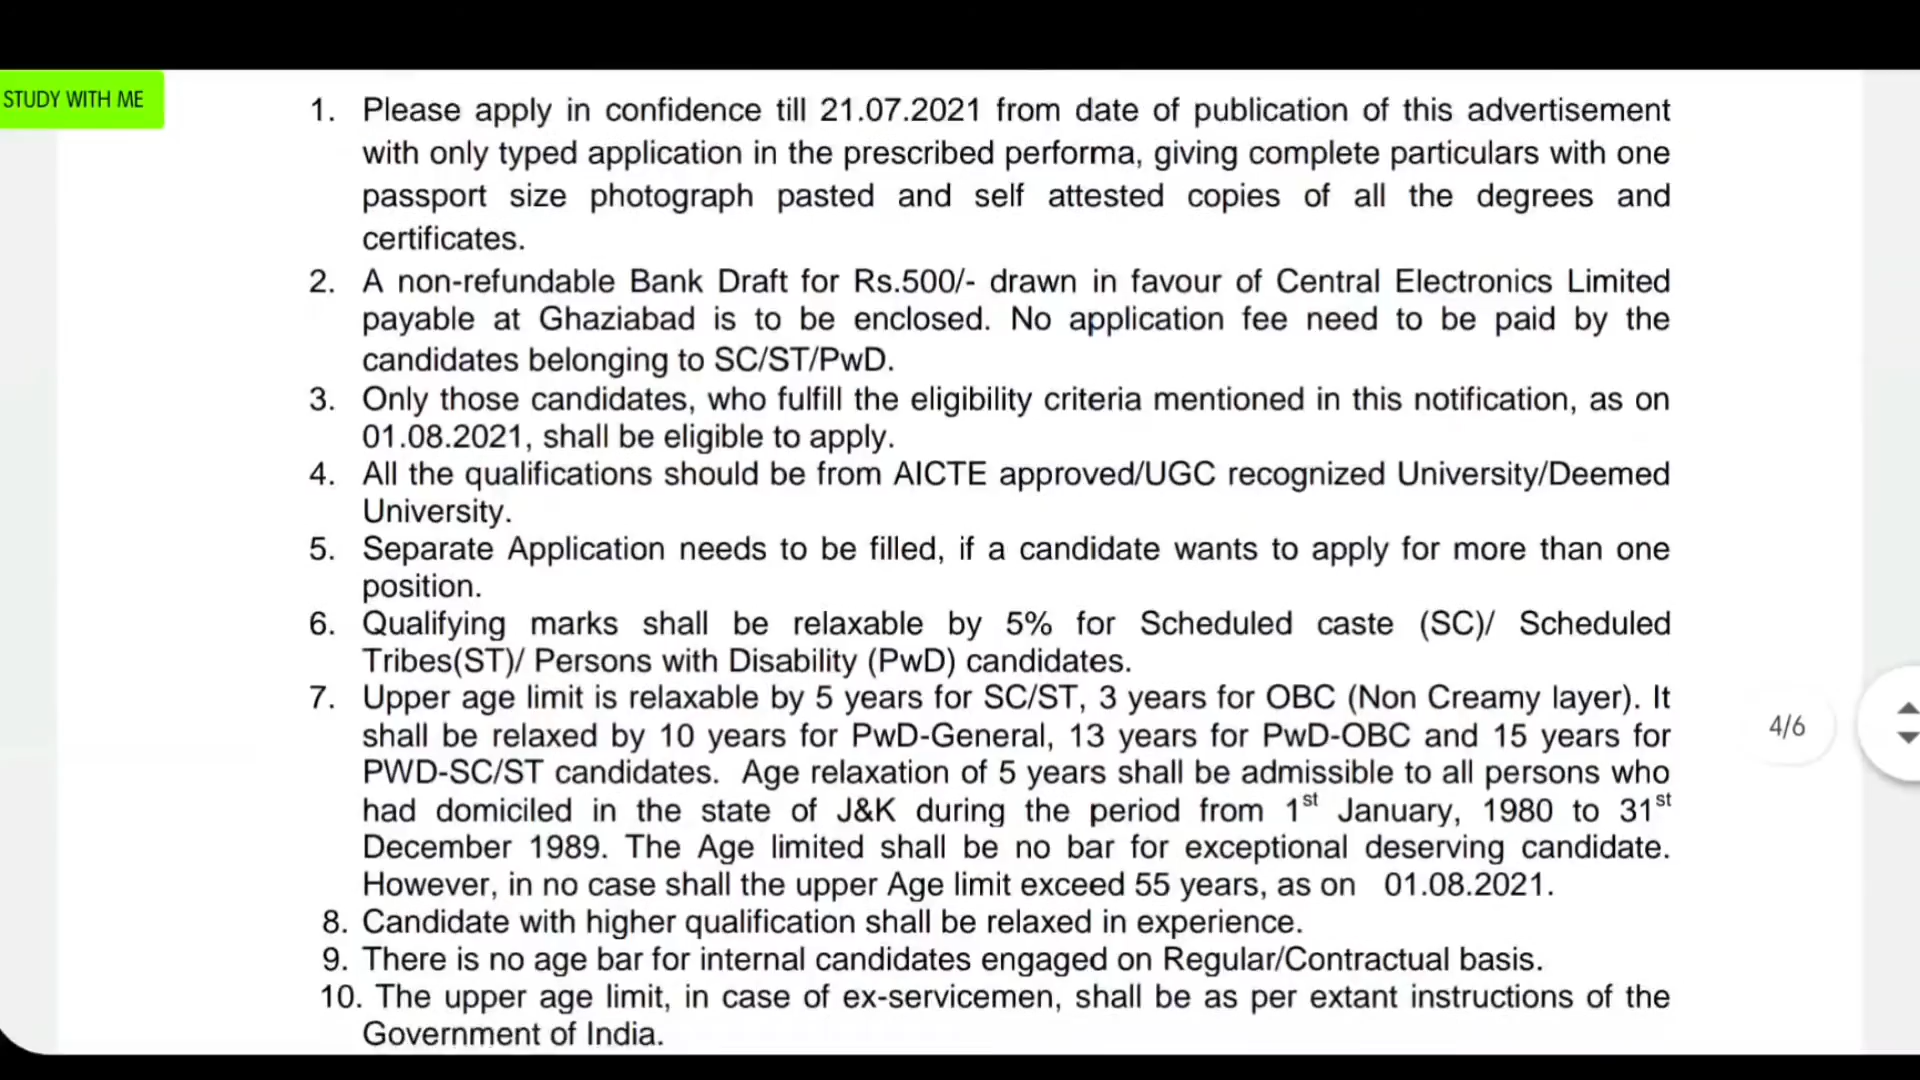 STUDY WITH ME
1. Please apply in confidence till 21.07.2021 from date of publication of this advertisement
with only typed application in the prescribed performa, giving complete particulars with one
passport size photograph pasted and self attested copies of all the degrees and
certificates.
2. A non-refundable Bank Draft for Rs.500/- drawn in favour of Central Electronics Limited
payable at Ghaziabad is to be enclosed. No application fee need to be paid by the
candidates belonging to SC/ST/PwD.
3. Only those candidates, who fulfill the eligibility criteria mentioned in this notification, as on
01.08.2021, shall be eligible to apply.
4. All the qualifications should be from AICTE approved/UGC recognized University/Deemed
University.
5. Separate Application needs to be filled, if a candidate wants to apply for more than one
position.
6. Qualifying marks shall be relaxable by 5% for Scheduled caste (SC)/ Scheduled
Tribes(ST)/ Persons with Disability (PwD) candidates.
7. Upper age limit is relaxable by 5 years for SC/ST, 3 years for OBC (Non Creamy layer). It
shall be relaxed by 10 years for PwD-General, 13 years for PwD-OBC and 15 years for
PWD-SC/ST candidates. Age relaxation of 5 years shall be admissible to all persons who
had domiciled in the state of J&K during the period from 1st January, 1980 to 31st
December 1989. The Age limited shall be no bar for exceptional deserving candidate.
However, in no case shall the upper Age limit exceed 55 years, as on 01.08.2021.
8. Candidate with higher qualification shall be relaxed in experience.
9. There is no age bar for internal candidates engaged on Regular/Contractual basis.
10. The upper age limit, in case of ex-servicemen, shall be as per extant instructions of the
Government of India.
4/6